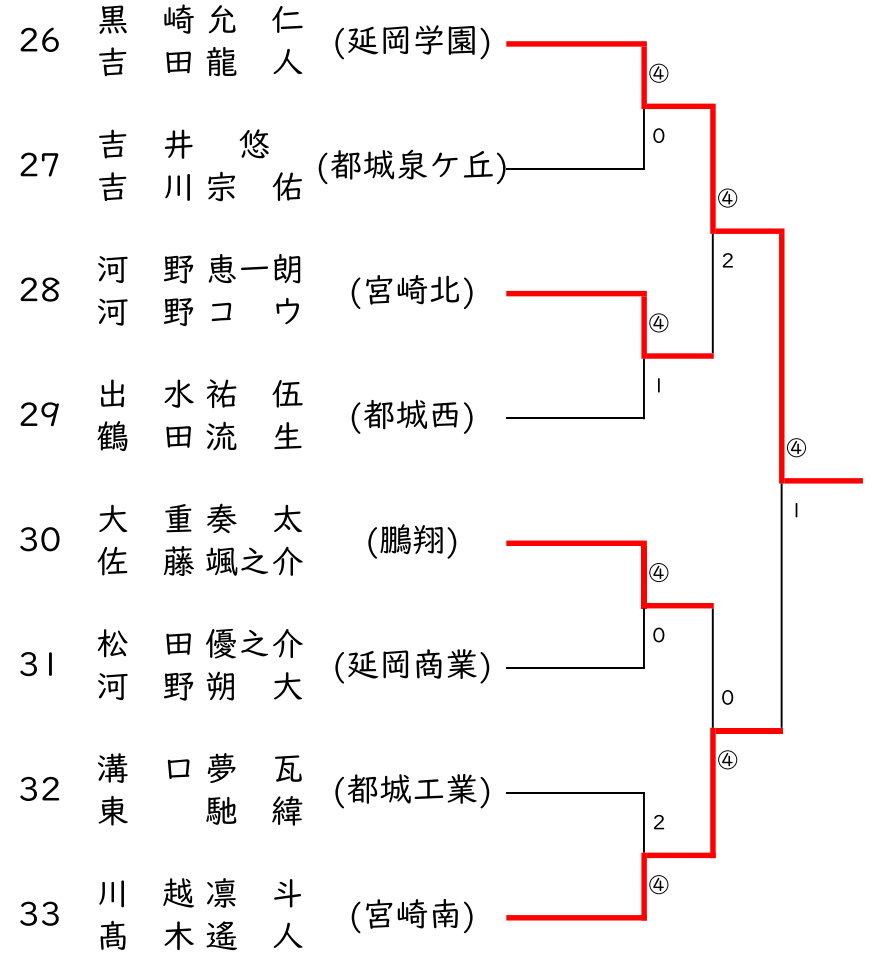 黒 崎 允 仁
26 (延岡学園)
吉 田 龍 人
④
0
吉 井 悠
27 (都城泉ケ丘)
吉 川 宗 佑
④
2
河 野 恵一朗
28 (宮崎北)
河 野 コ ウ
④
1
出 水 祐 伍
29 (都城西)
鶴 田 流 生
④
1
大 重 奏 太
30 (鵬翔)
佐 藤 颯之介
④
0
松 田 優之介
31 (延岡商業)
河 野 朔 大
0
④
溝 口 夢 瓦
32 (都城工業)
東 馳 緯
2
④
川 越 凛 斗
33 (宮崎南)
髙 木 遙 人